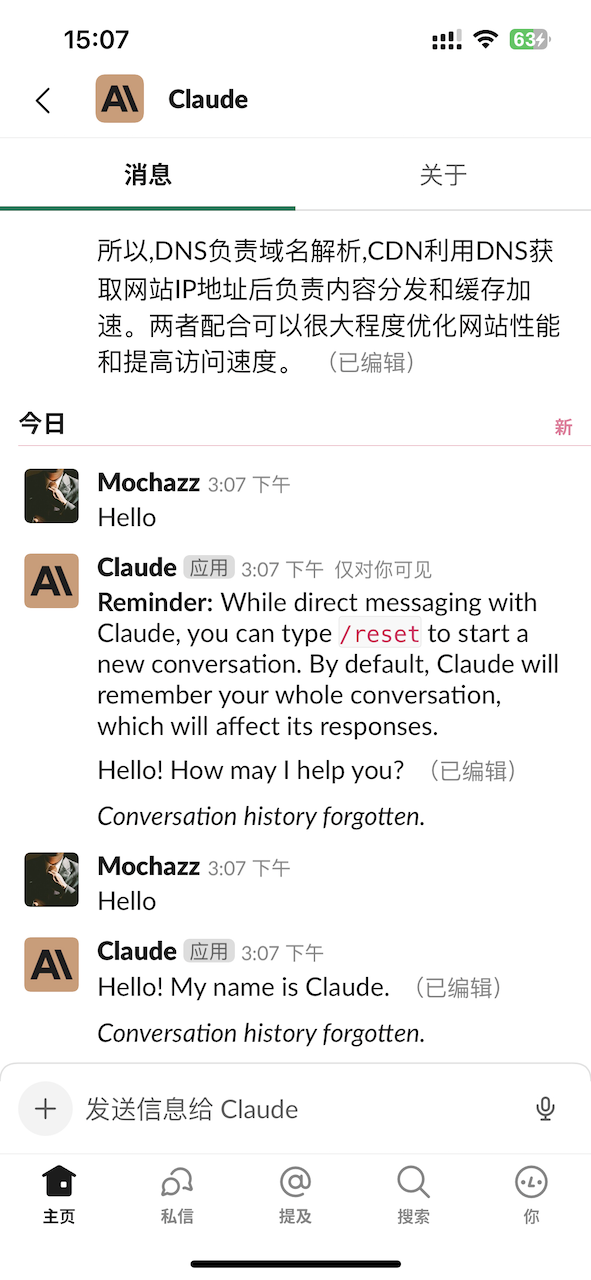 15:07
63
Claude
消息
关于
所以,DNS负责域名解析,CDN利用DNS获
取网站IP地址后负责内容分发和缓存加
速。两者配合可以很大程度优化网站性能
和提高访问速度。 （已编辑）
今日
新
Mochazz 3:07 下午
Hello
Claude 应用 3:07 下午 仅对你可见
Reminder: While direct messaging with
Claude, you can type /reset to start a
new conversation. By default, Claude will
remember your whole conversation,
which will affect its responses.
Hello! How may I help you? （已编辑）
Conversation history forgotten.
Mochazz 3:07 下午
Hello
Claude 应用 3:07 下午
Hello! My name is Claude. （已编辑）
Conversation history forgotten.
发送信息给 Claude
主页
私信
提及
搜索
你